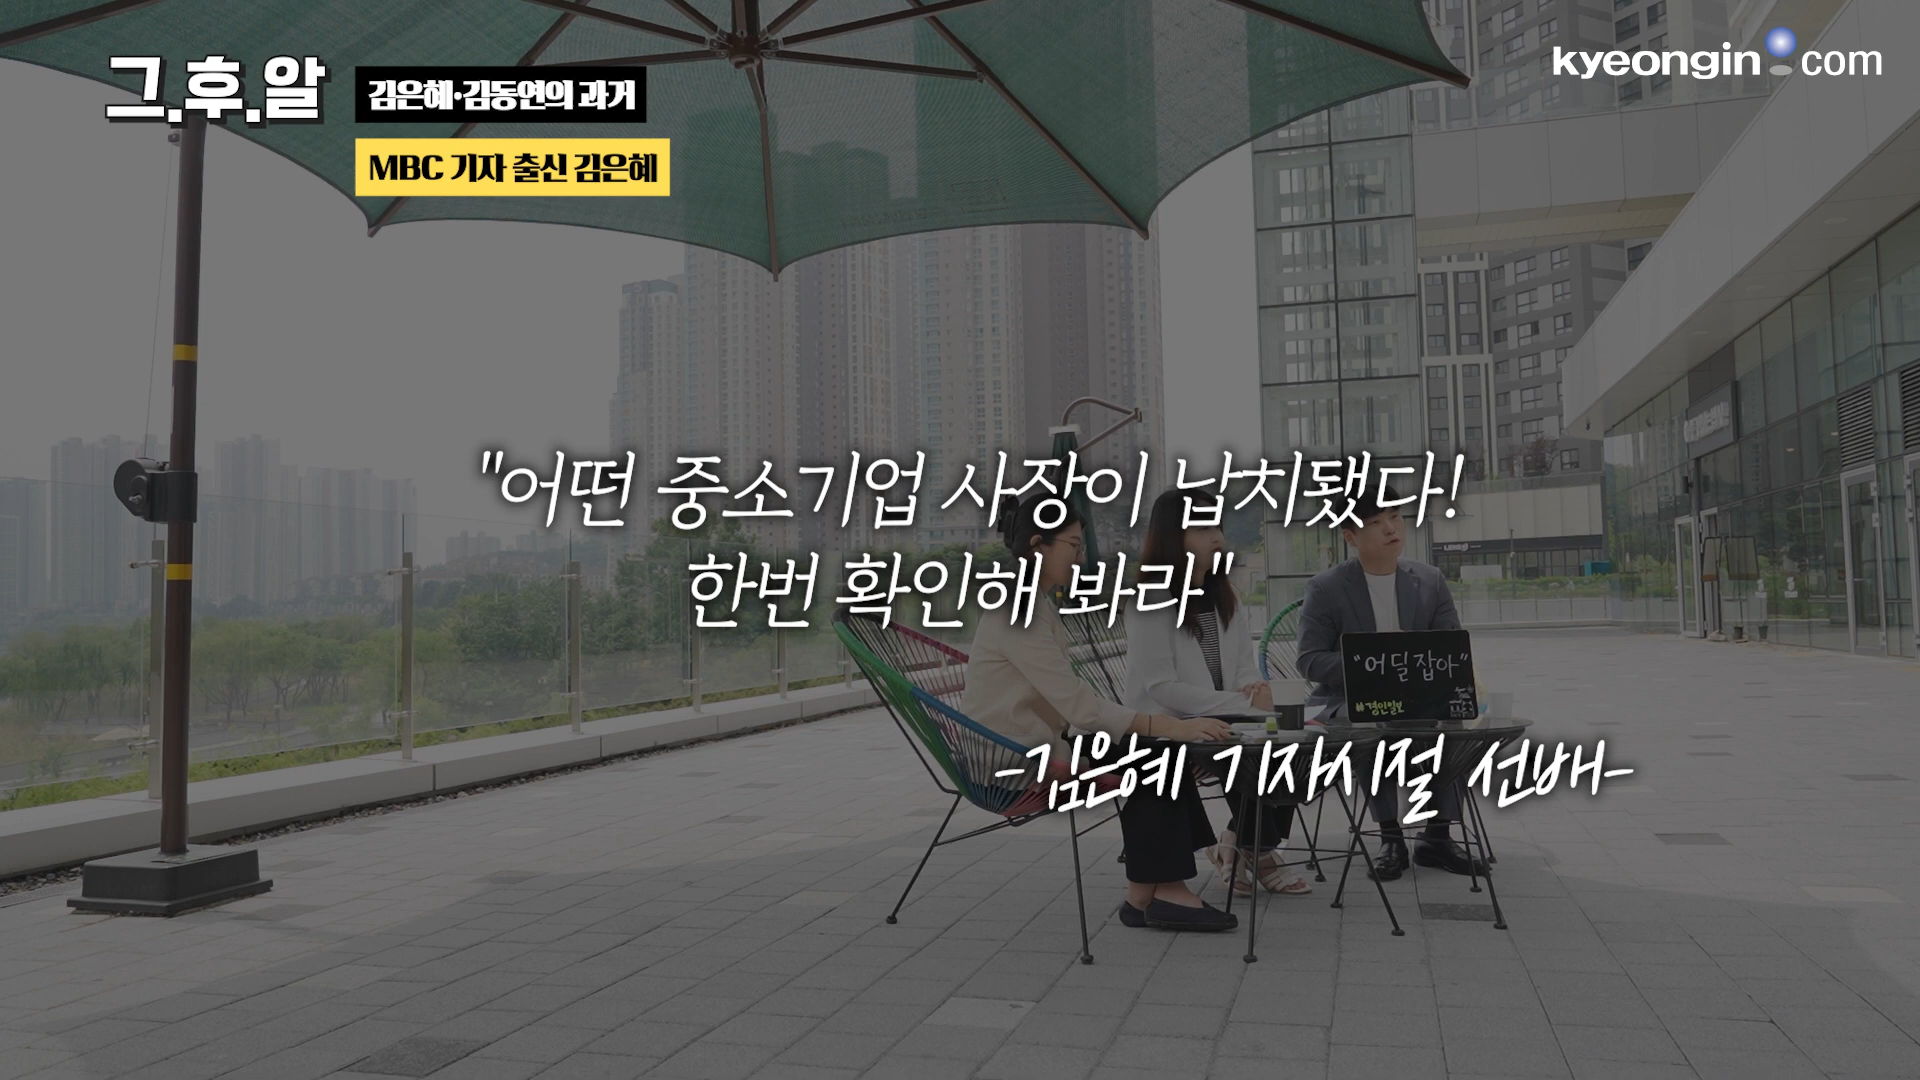 그.후.알
김은혜·김동연의 과거
MBC 기자 출신 김은혜
kyeongin.com
"어떤 중소기업 사장이 납치됐다!
한번 확인해 봐라"
"어딜잡아"
#경인일보
-김은혜 기자시절 선배-